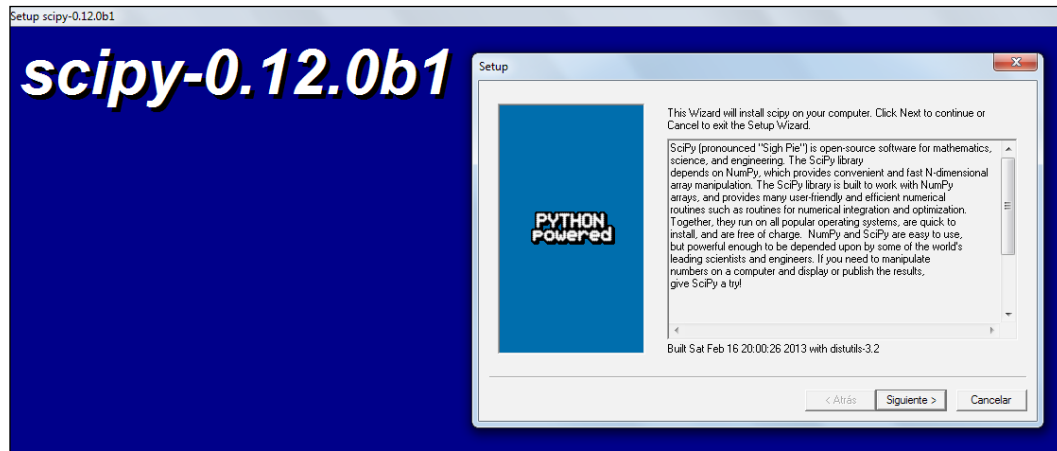 Setup scipy-0.12.0b1
scipy-0.12.0b1
Setup
This Wizard will install scipy on your computer. Click Next to continue or
Cancel to exit the Setup Wizard.
SciPy (pronounced "Sigh Pie") is open-source software for mathematics,
science, and engineering. The SciPy library
depends on NumPy, which provides convenient and fast N-dimensional
array manipulation. The SciPy library is built to work with NumPy
arrays, and provides many user-friendly and efficient numerical
routines such as routines for numerical integration and optimization.
Together, they run on all popular operating systems, are quick to
install, and are free of charge.  NumPy and SciPy are easy to use,
but powerful enough to be depended upon by some of the world's
leading scientists and engineers. If you need to manipulate
numbers on a computer and display or publish the results,
give SciPy a try!
PYTHON
Powered
Built Sat Feb 16 20:00:26 2013 with distutils-3.2
< Atrás
Siguiente >
Cancelar